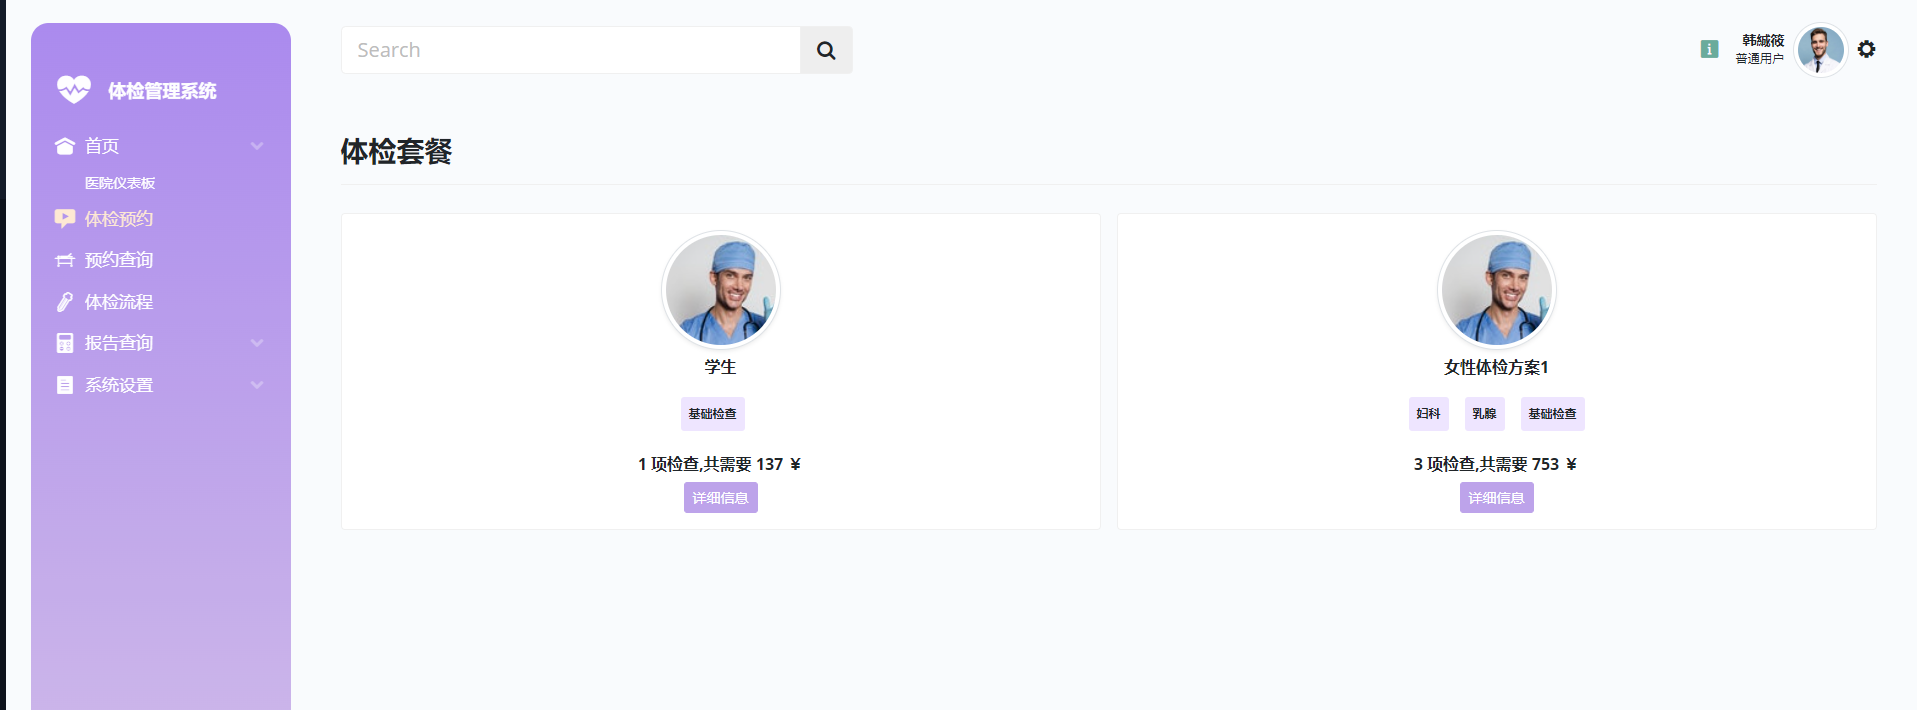 体检管理系统
首页
医院仪表板
体检预约
预约查询
体检流程
报告查询
系统设置
Search
韩緘筱
普通用户
体检套餐
学生
基础检查
1 项检查,共需要 137 ￥
详细信息
女性体检方案1
妇科 乳腺 基础检查
3 项检查,共需要 753 ￥
详细信息